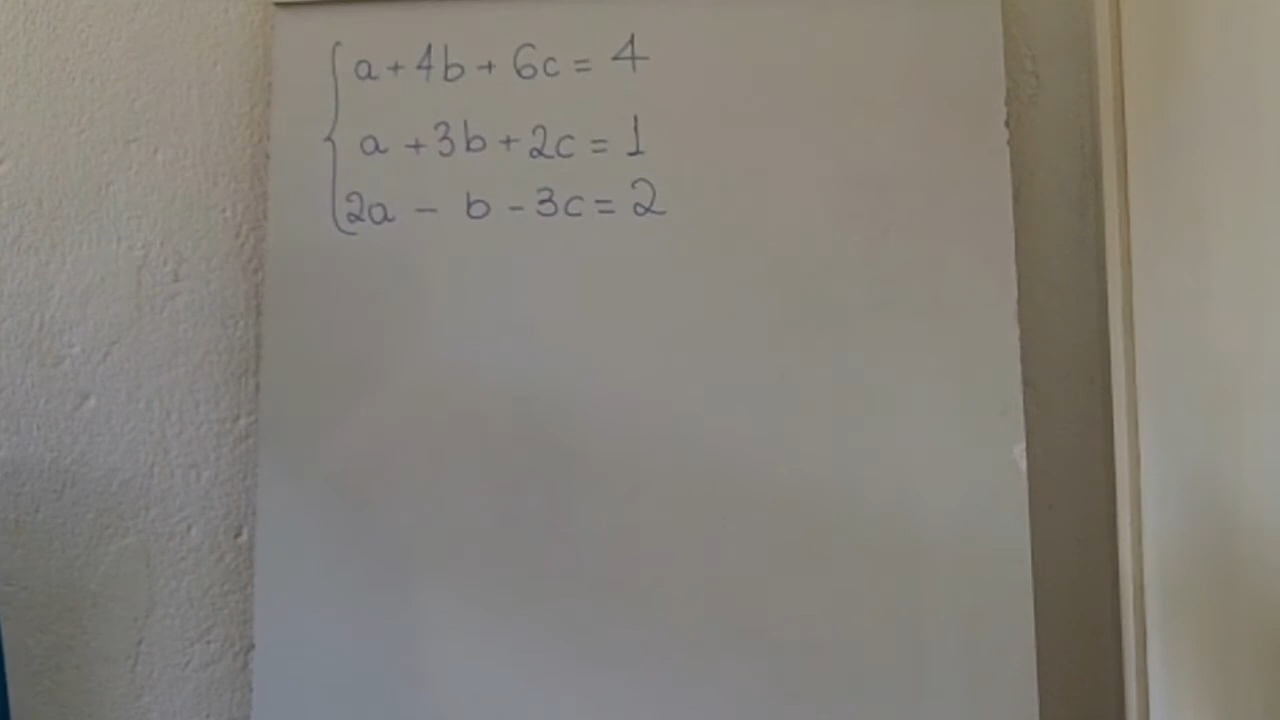 a + 4b + 6c = 4
a + 3b + 2c = 1
2a - b - 3c = 2